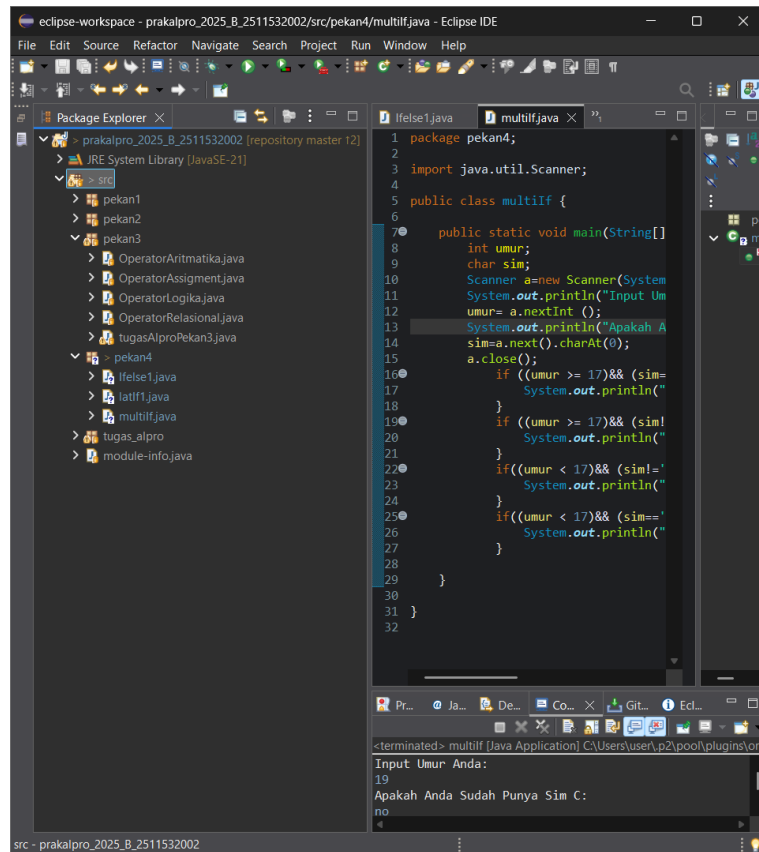 eclipse-workspace - prakalpro_2025_B_2511532002/src/pekan4/multiIf.java - Eclipse IDE
File Edit Source Refactor Navigate Search Project Run Window Help
Package Explorer
> prakalpro_2025_B_2511532002 [repository master ↑2]
JRE System Library [JavaSE-21]
> src
pekan1
pekan2
pekan3
OperatorAritmatika.java
OperatorAssigment.java
OperatorLogika.java
OperatorRelasional.java
tugasAlproPekan3.java
> pekan4
Ifelse1.java
latIf1.java
multiIf.java
tugas_alpro
module-info.java
Ifelse1.java multiIf.java »1
1 package pekan4;
2
3 import java.util.Scanner;
4
5 public class multiIf {
6
7 public static void main(String[]
8 int umur;
9 char sim;
10 Scanner a=new Scanner(System
11 System.out.println("Input Um
12 umur= a.nextInt ();
13 System.out.println("Apakah A
14 sim=a.next().charAt(0);
15 a.close();
16 if ((umur >= 17)&& (sim=
17 System.out.println("
18 }
19 if ((umur >= 17)&& (sim!
20 System.out.println("
21 }
22 if((umur < 17)&& (sim!='
23 System.out.println("
24 }
25 if((umur < 17)&& (sim=='
26 System.out.println("
27 }
28
29 }
30
31 }
32
Pr... Ja... De... Co... Git... Ecl...
<terminated> multiIf [Java Application] C:\Users\user\.p2\pool\plugins\or
Input Umur Anda:
19
Apakah Anda Sudah Punya Sim C:
no
src - prakalpro_2025_B_2511532002